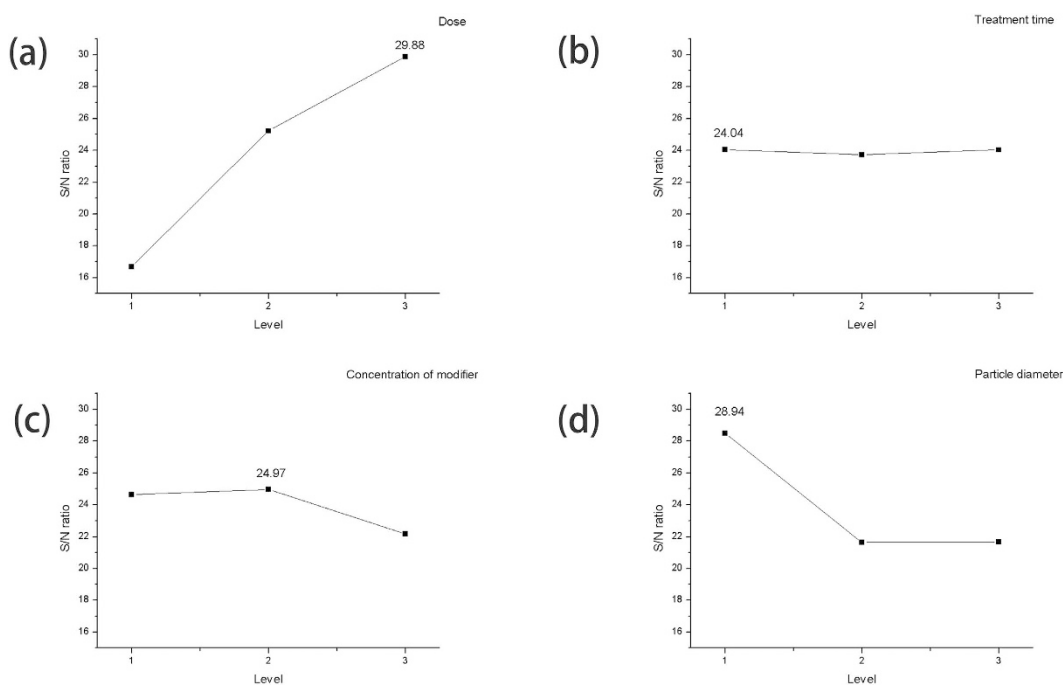 Dose
(a)
29.88
30
28
26
24
22
20
18
16
S/N ratio
1 2 3
Level
Treatment time
(b)
30
28
26
24.04
24
22
20
18
16
S/N ratio
1 2 3
Level
Concentration of modifier
(c)
30
28
26
24.97
24
22
20
18
16
S/N ratio
1 2 3
Level
Particle diameter
(d)
28.94
30
28
26
24
22
20
18
16
S/N ratio
1 2 3
Level